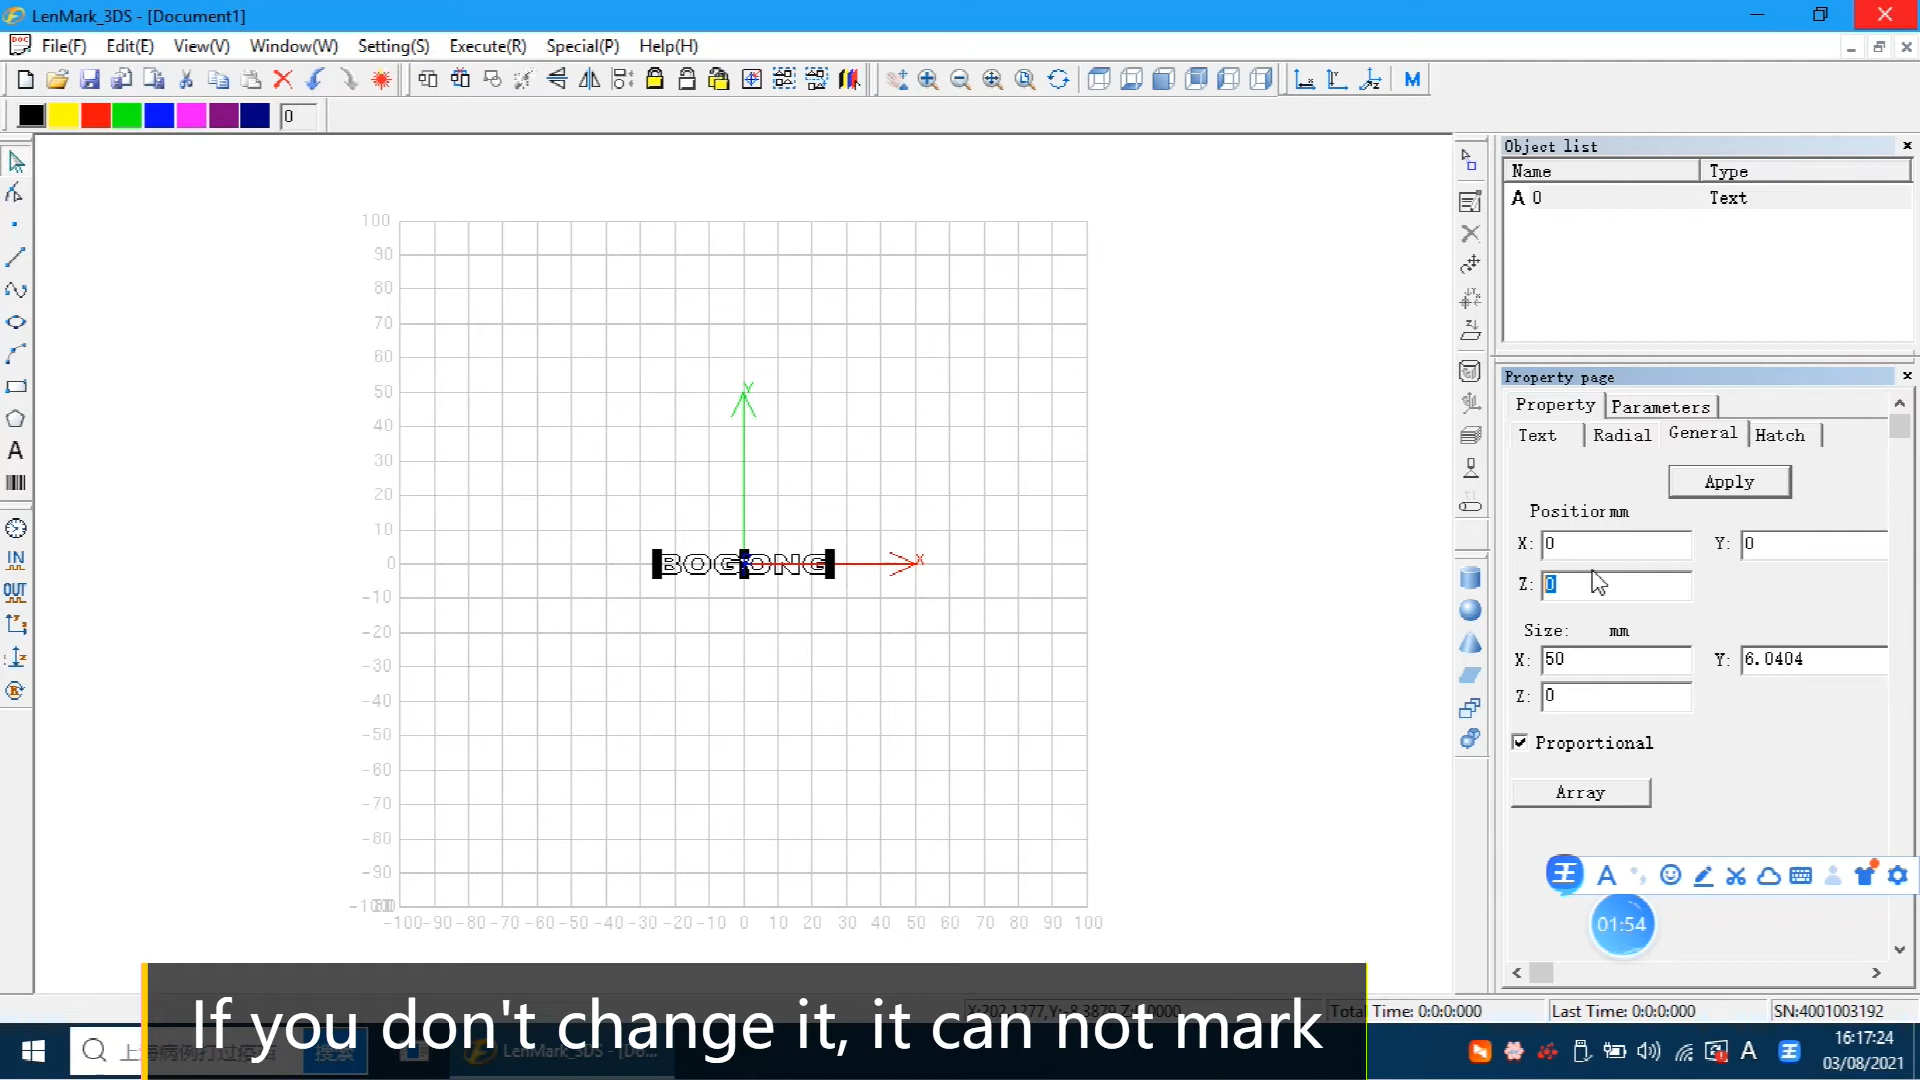 LenMark_3DS - [Document1]
File(F) Edit(E) View(V) Window(W) Setting(S) Execute(R) Special(P) Help(H)
M
0
Object list
Name Type
A 0 Text
Property page
Property Parameters
Text Radial General Hatch
Apply
Position mm
X: 0 Y: 0
Z: 0
Size: mm
X: 50 Y: 6.0404
Z: 0
Proportional
Array
A
IN
OUT
100
90
80
70
60
50
40
30
20
10
0
-10
-20
-30
-40
-50
-60
-70
-80
-90
-100
-100 -90 -80 -70 -60 -50 -40 -30 -20 -10 0 10 20 30 40 50 60 70 80 90 100
Y
X
BOGONG
王 A
01:54
If you don't change it, it can not mark
Total Time: 0:0:0:000 Last Time: 0:0:0:000 SN:4001003192
LenMark_3DS - [Do...
搜索
A 王
16:17:24
03/08/2021